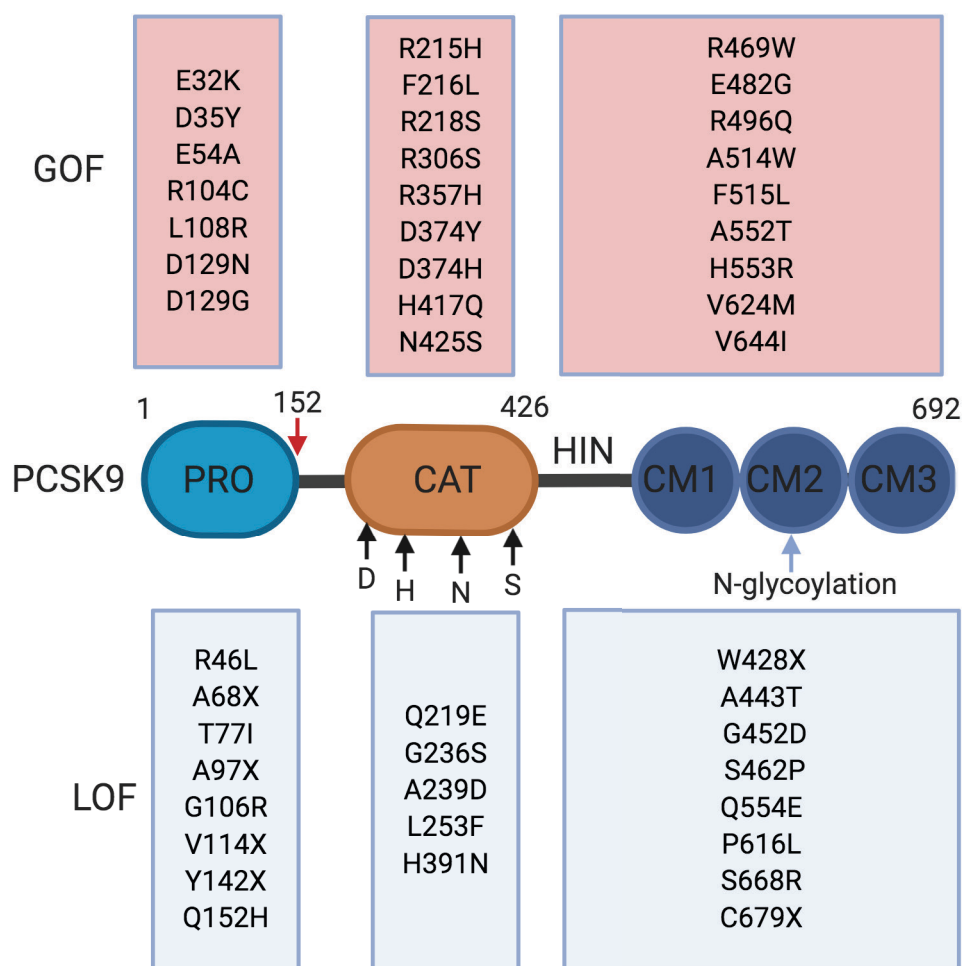 GOF
E32K
D35Y
E54A
R104C
L108R
D129N
D129G
R215H
F216L
R218S
R306S
R357H
D374Y
D374H
H417Q
N425S
R469W
E482G
R496Q
A514W
F515L
A552T
H553R
V624M
V644I
1
152
426
692
PCSK9
PRO
CAT
HIN
CM1
CM2
CM3
D
H
N
S
N-glycoylation
LOF
R46L
A68X
T77I
A97X
G106R
V114X
Y142X
Q152H
Q219E
G236S
A239D
L253F
H391N
W428X
A443T
G452D
S462P
Q554E
P616L
S668R
C679X